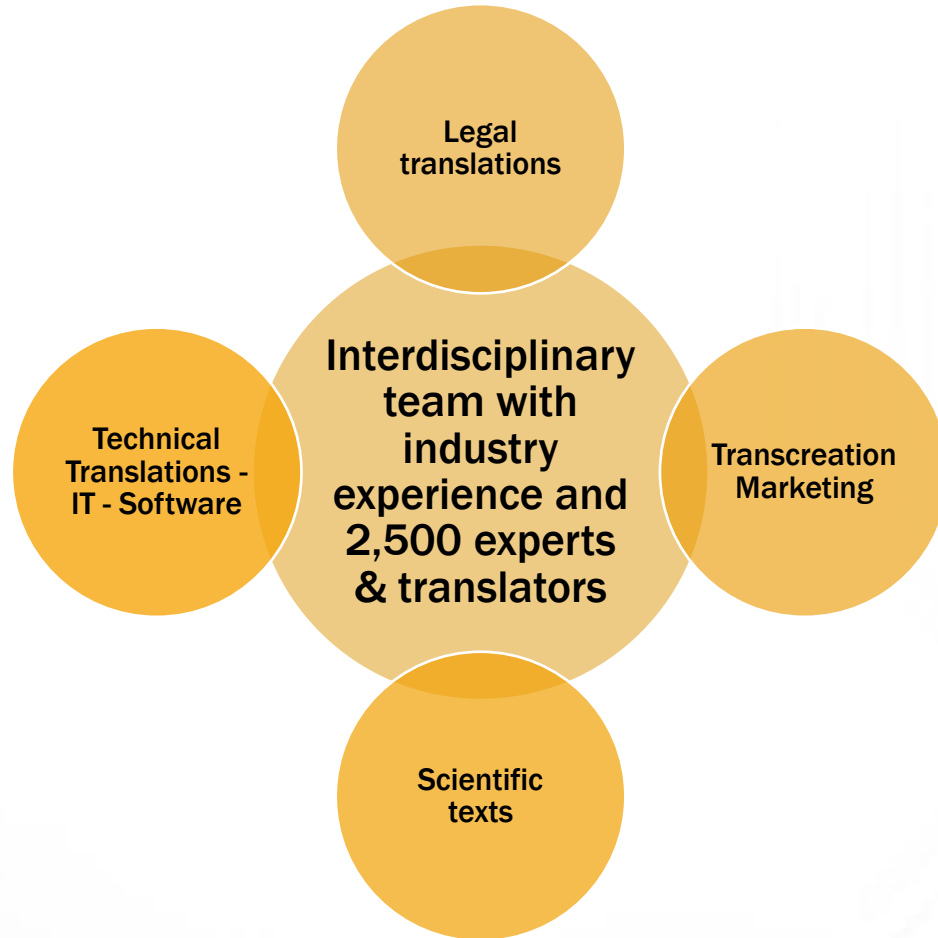 Legal
translations
Interdisciplinary
team with
industry
experience and
2,500 experts
& translators
Technical
Translations -
IT - Software
Transcreation
Marketing
Scientific
texts